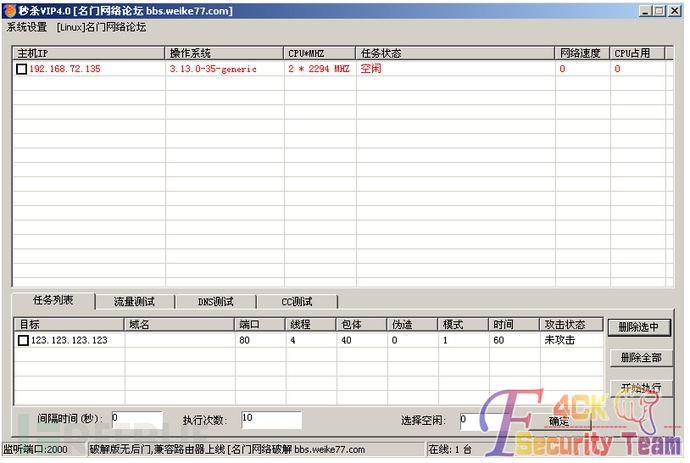 秒杀VIP4.0 [名门网络论坛 bbs.weike77.com]
系统设置 [Linux]名门网络论坛
主机IP 操作系统 CPU*MHZ 任务状态 网络速度 CPU占用
192.168.72.135 3.13.0-35-generic 2 * 2294 MHZ 空闲 0 0
任务列表 流量测试 DNS测试 CC测试
目标 域名 端口 线程 包体 伪造 模式 时间 攻击状态
123.123.123.123 80 4 40 0 1 60 未攻击
删除选中
删除全部
开始执行
间隔时间(秒): 0 执行次数: 10 选择空闲: 0 确定
F4CK
Security Team
监听端口:2000 破解版无后门,兼容路由器上线 [名门网络破解 bbs.weike77.com 在线: 1 台